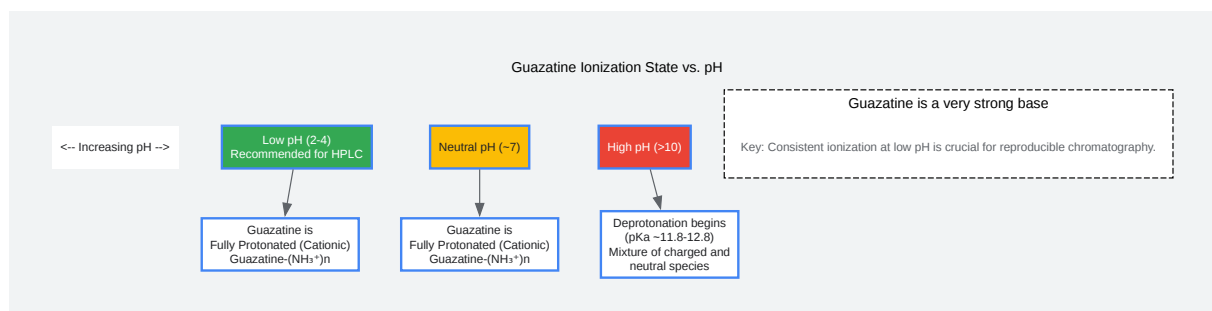 Guazatine Ionization State vs. pH
Guazatine is a very strong base
Key: Consistent ionization at low pH is crucial for reproducible chromatography.
<-- Increasing pH -->
Low pH (2-4)
Recommended for HPLC
Neutral pH (~7)
High pH (>10)
Guazatine is
Fully Protonated (Cationic)
Guazatine-(NH₃⁺)n
Guazatine is
Fully Protonated (Cationic)
Guazatine-(NH₃⁺)n
Deprotonation begins
(pKa ~11.8-12.8)
Mixture of charged and
neutral species